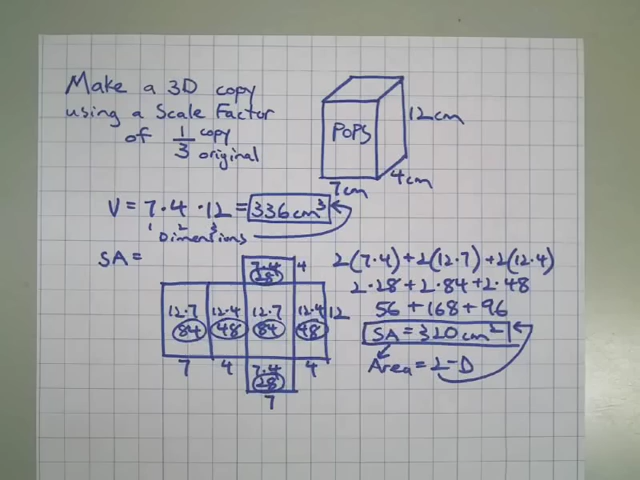 Make a 3D copy
using a Scale Factor
of 1/3 copy original
POPS
12cm
4cm
7cm
V = 7·4·12 = 336cm³
1 2 3
Dimensions
SA =
7.4
28
4
12·7
84
12·4
48
12·7
84
12·4
48
12
7.4
28
7
4
4
7
2(7·4)+2(12·7)+2(12·4)
2·28+2·84+2·48
56+168+96
SA = 320cm²
Area = 2-D